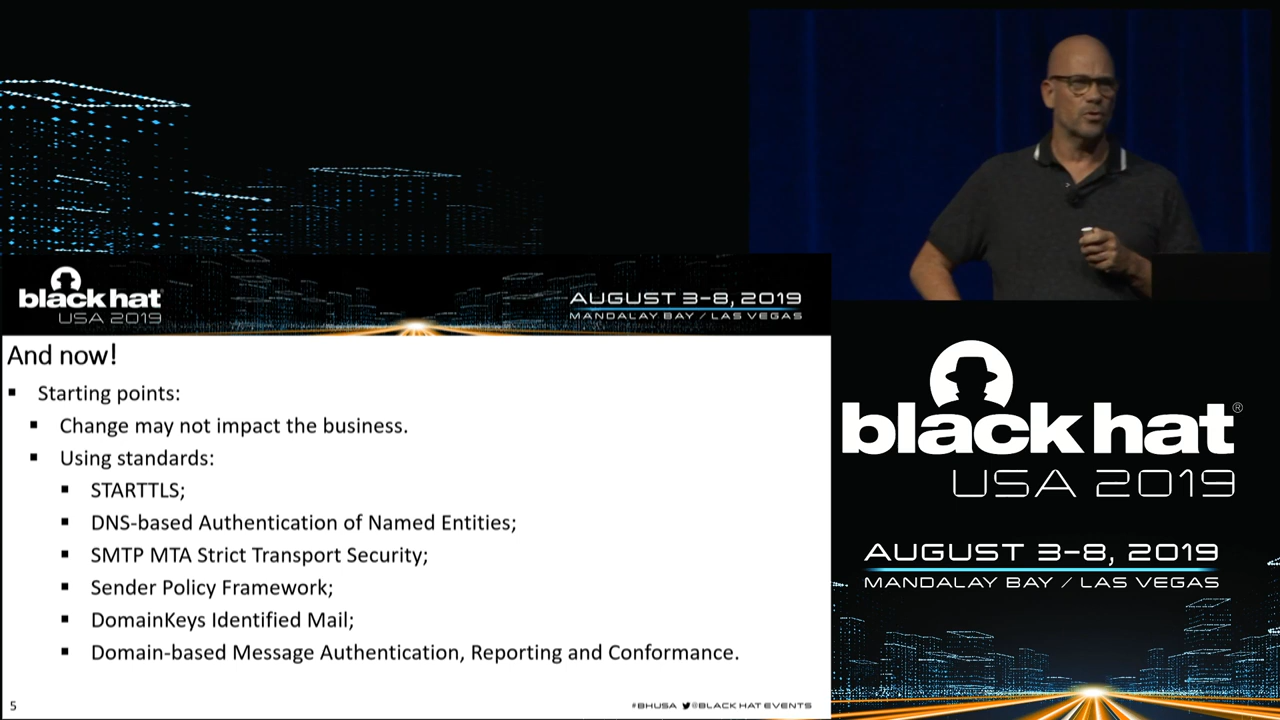 black hat
USA 2019
AUGUST 3-8, 2019
MANDALAY BAY / LAS VEGAS
And now!
Starting points:
Change may not impact the business.
Using standards:
STARTTLS;
DNS-based Authentication of Named Entities;
SMTP MTA Strict Transport Security;
Sender Policy Framework;
DomainKeys Identified Mail;
Domain-based Message Authentication, Reporting and Conformance.
5
#BHUSA @BLACK HAT EVENTS
black hat®
USA 2019
AUGUST 3-8, 2019
MANDALAY BAY / LAS VEGAS